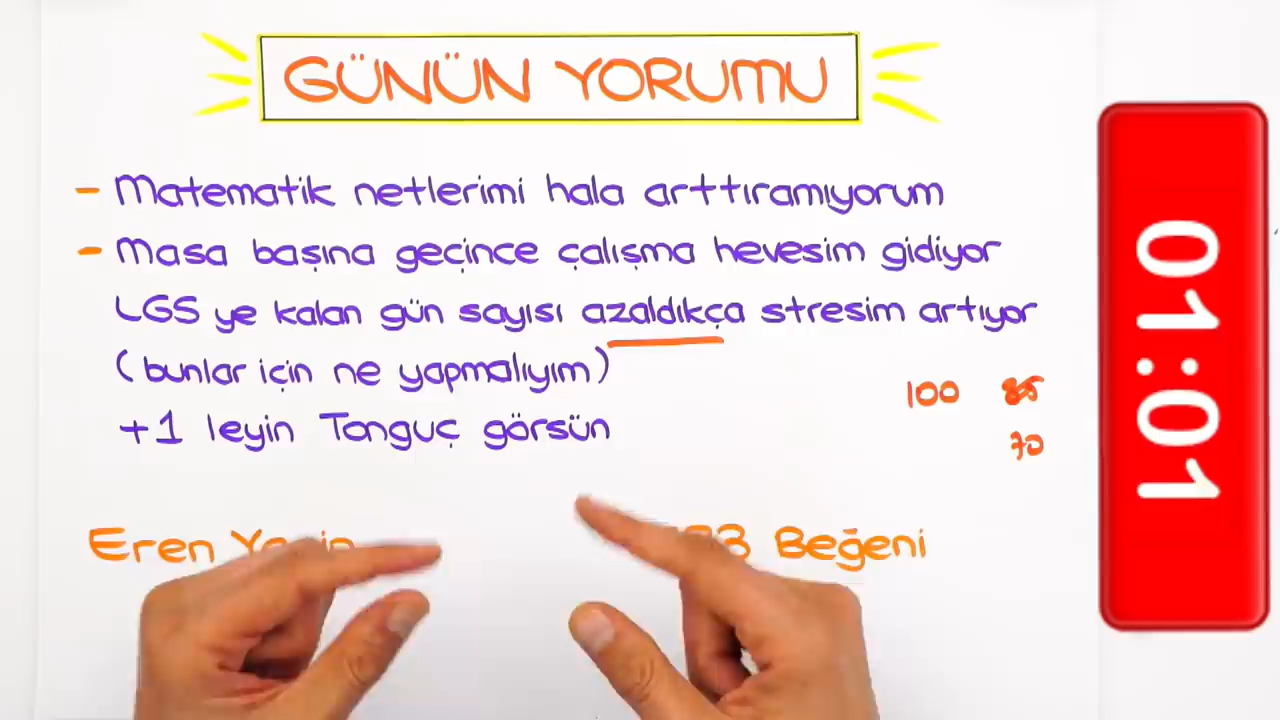 GÜNÜN YORUMU
- Matematik netlerimi hala arttıramıyorum
- Masa başına geçince çalışma hevesim gidiyor
LGS ye kalan gün sayısı azaldıkça stresim artıyor
(bunlar için ne yapmalıyım)
100 85
+1 leyin Tonguç görsün
70
Eren Beğeni
01:01